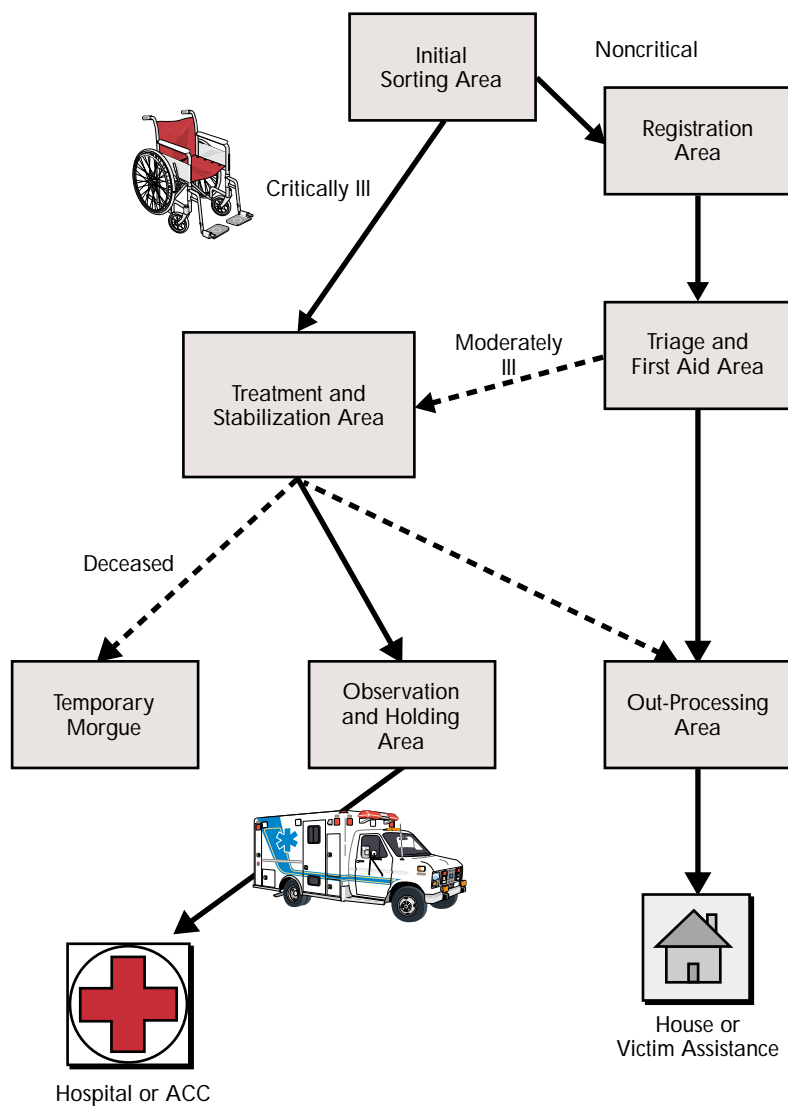 Initial
Sorting Area
Noncritical
Registration
Area
Critically Ill
Triage and
First Aid Area
Moderately
Ill
Treatment and
Stabilization Area
Deceased
Temporary
Morgue
Observation
and Holding
Area
Out-Processing
Area
House or
Victim Assistance
Hospital or ACC